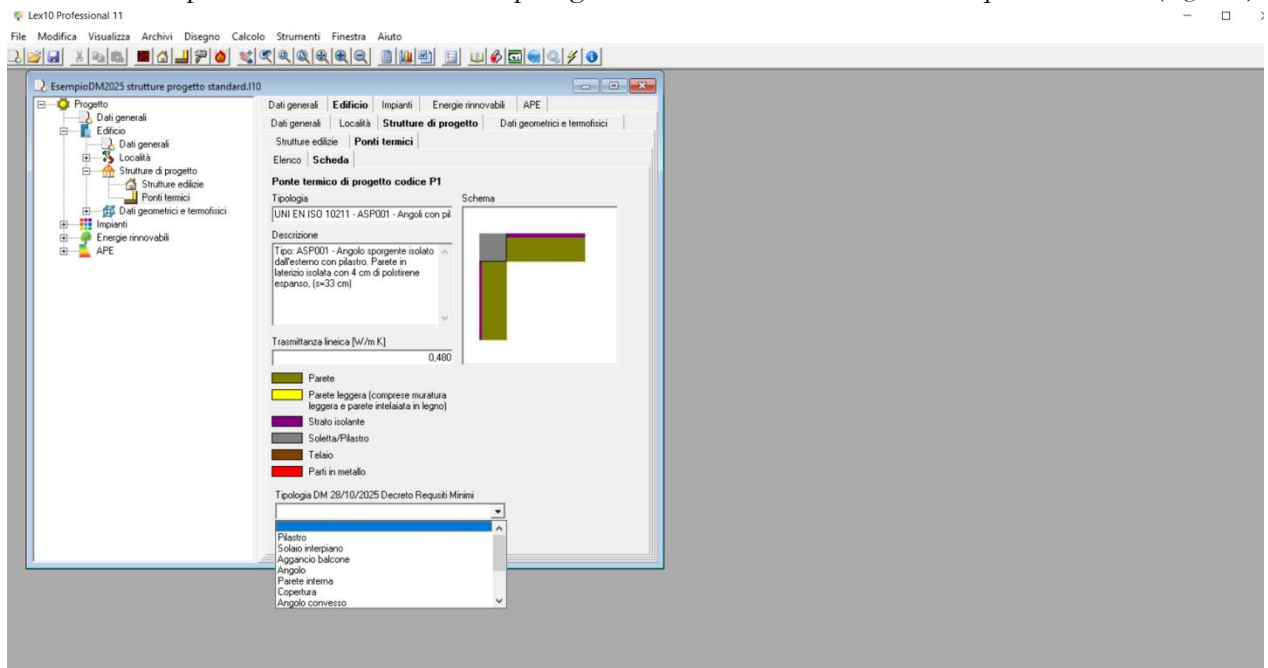 Lex10 Professional 11
File Modifica Visualizza Archivi Disegno Calcolo Strumenti Finestra Aiuto
EsempioDM2025 strutture progetto standard.l10
Progetto
Dati generali
Edificio
Dati generali
Località
Strutture di progetto
Strutture edilizie
Ponti termici
Dati geometrici e termofisici
Impianti
Energie rinnovabili
APE
Dati generali Edificio Impianti Energie rinnovabili APE
Dati generali Località Strutture di progetto Dati geometrici e termofisici
Strutture edilizie Ponti termici
Elenco Scheda
Ponte termico di progetto codice P1
Tipologia
UNI EN ISO 10211 - ASP001 - Angoli con pil
Descrizione
Tipo: ASP001 - Angolo sporgente isolato
dall'esterno con pilastro. Parete in
laterizio isolata con 4 cm di polstirene
espanso, (s=33 cm)
Trasmittanza lineica [W/m K]
0,480
Schema
Parete
Parete leggera (comprese muratura
leggera e parete intelaiata in legno)
Strato isolante
Soletta/Pilastro
Telaio
Parti in metallo
Tipologia DM 28/10/2025 Decreto Requsiti Minimi
Pilastro
Solaio interpiano
Aggancio balcone
Angolo
Parete interna
Copertura
Angolo convesso